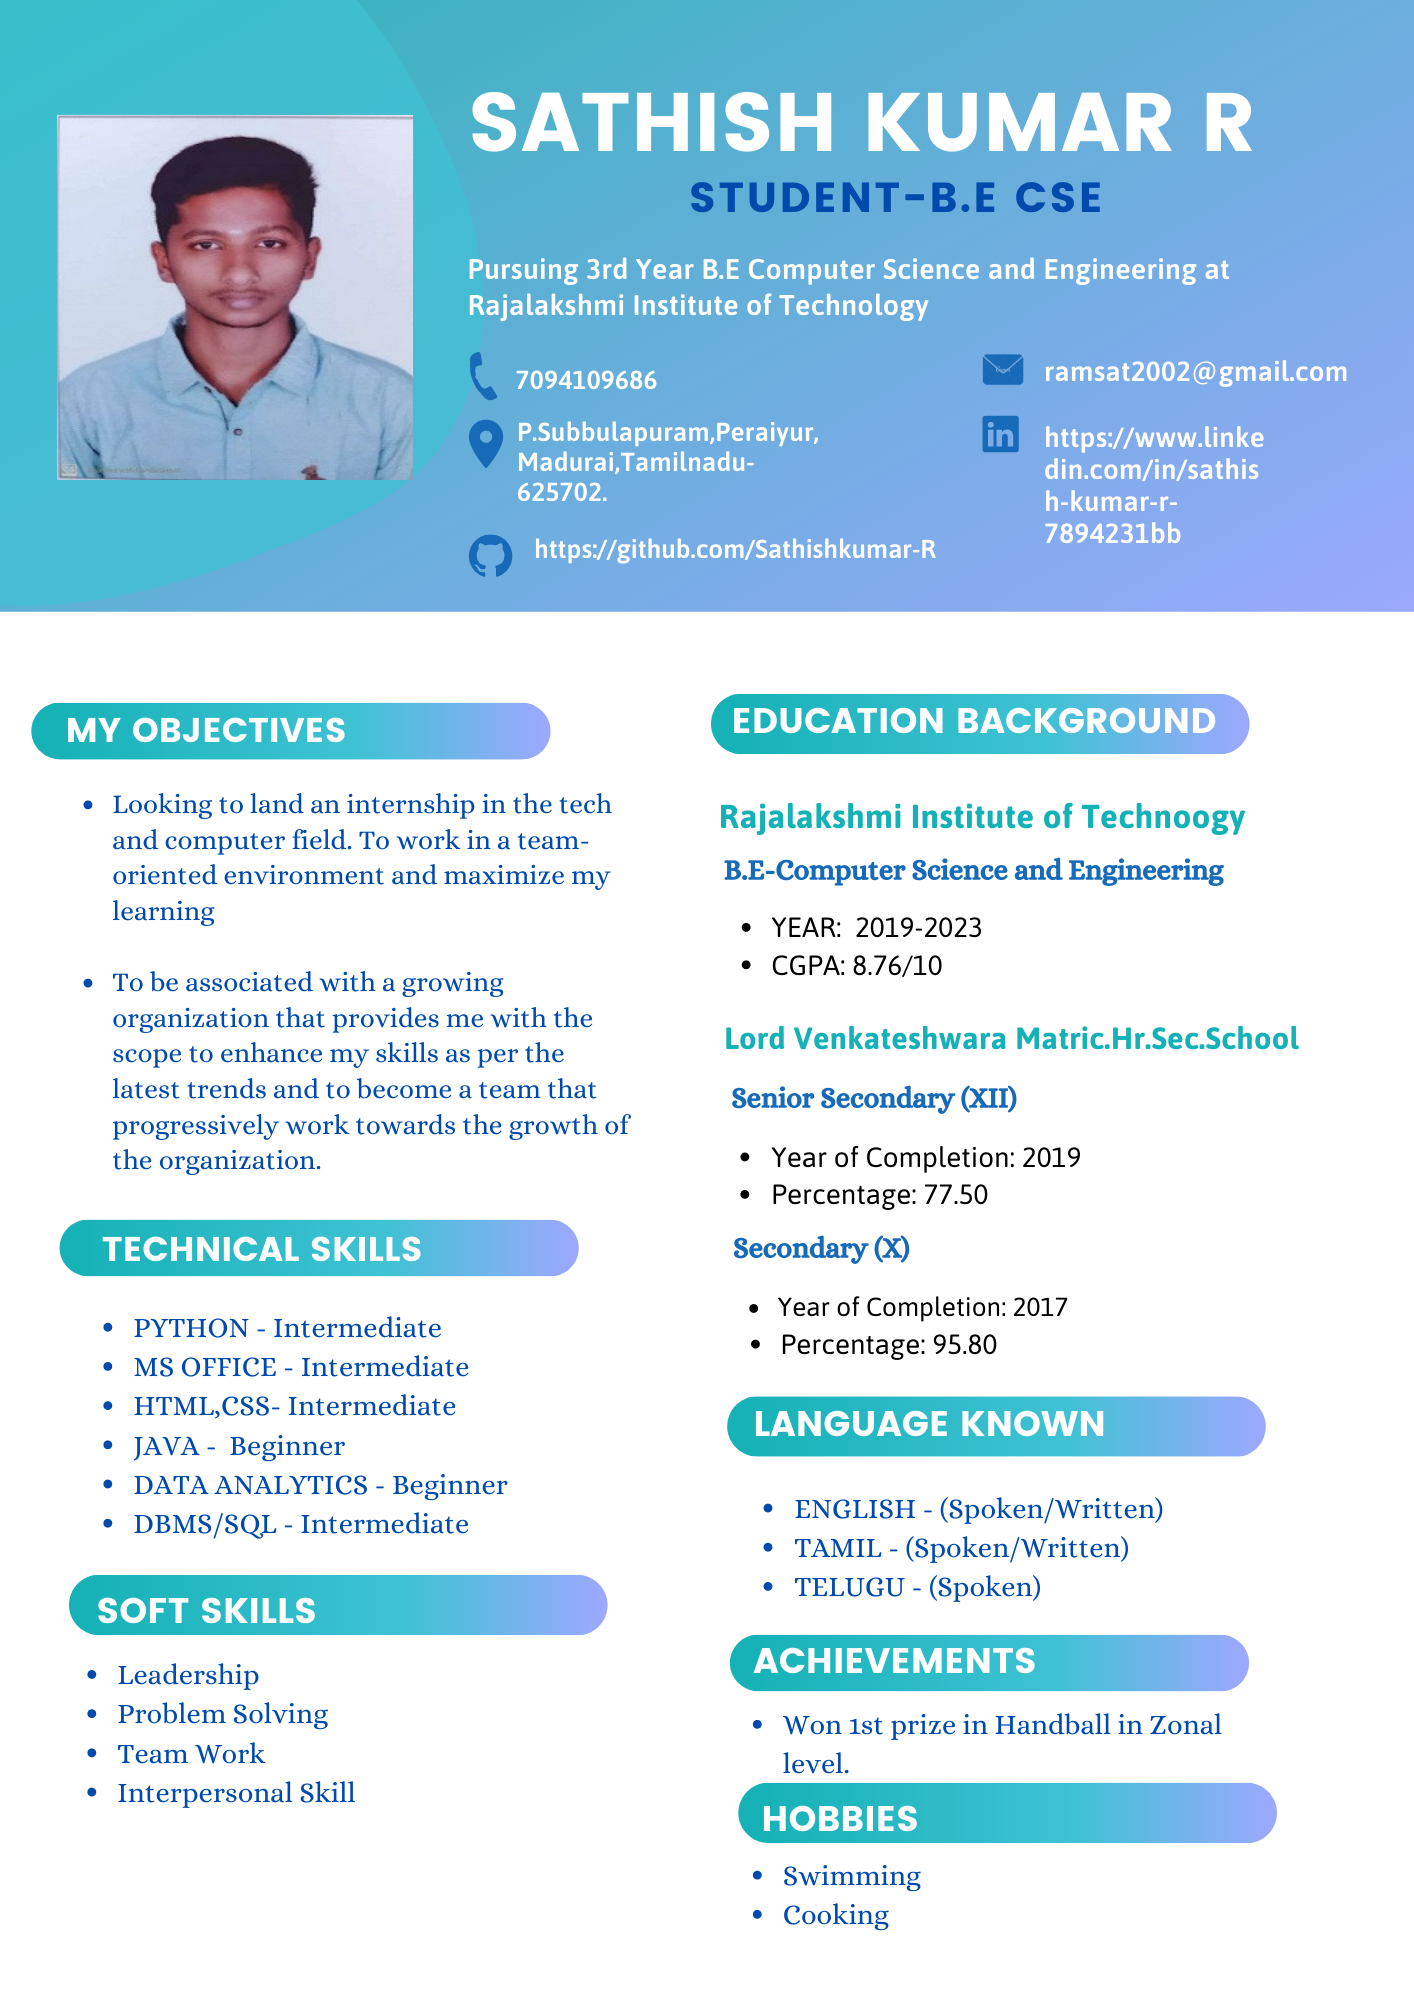 SATHISH KUMAR R
STUDENT-B.E CSE
Pursuing 3rd Year B.E Computer Science and Engineering at
Rajalakshmi Institute of Technology
7094109686
P.Subbulapuram,Peraiyur,
Madurai,Tamilnadu-
625702.
https://github.com/Sathishkumar-R
ramsat2002@gmail.com
https://www.linke
din.com/in/sathis
h-kumar-r-
7894231bb
MY OBJECTIVES
• Looking to land an internship in the tech
and computer field. To work in a team-
oriented environment and maximize my
learning
• To be associated with a growing
organization that provides me with the
scope to enhance my skills as per the
latest trends and to become a team that
progressively work towards the growth of
the organization.
TECHNICAL SKILLS
• PYTHON - Intermediate
• MS OFFICE - Intermediate
• HTML,CSS- Intermediate
• JAVA -  Beginner
• DATA ANALYTICS - Beginner
• DBMS/SQL - Intermediate
SOFT SKILLS
• Leadership
• Problem Solving
• Team Work
• Interpersonal Skill
EDUCATION BACKGROUND
Rajalakshmi Institute of Technoogy
B.E-Computer Science and Engineering
• YEAR:  2019-2023
• CGPA: 8.76/10
Lord Venkateshwara Matric.Hr.Sec.School
Senior Secondary (XII)
• Year of Completion: 2019
• Percentage: 77.50
Secondary (X)
• Year of Completion: 2017
• Percentage: 95.80
LANGUAGE KNOWN
• ENGLISH - (Spoken/Written)
• TAMIL - (Spoken/Written)
• TELUGU - (Spoken)
ACHIEVEMENTS
• Won 1st prize in Handball in Zonal
level.
HOBBIES
• Swimming
• Cooking